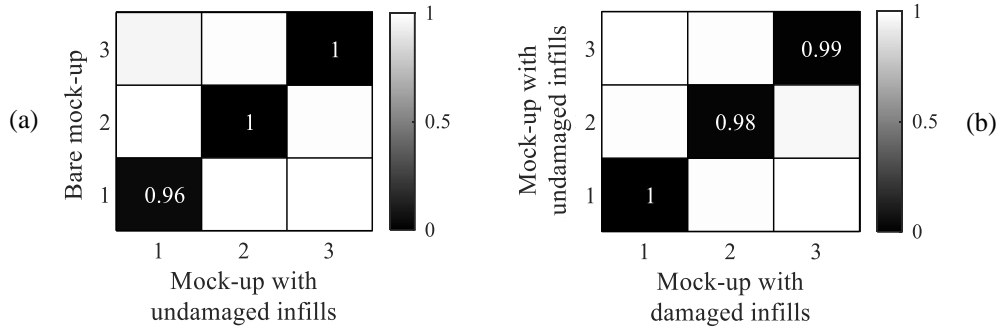 (a)
Bare mock-up
3
2
1
1
1
0.96
1 2 3
Mock-up with
undamaged infills
1
0.5
0
Mock-up with
undamaged infills
3
2
1
0.99
0.98
1
1 2 3
Mock-up with
damaged infills
1
0.5
0
(b)